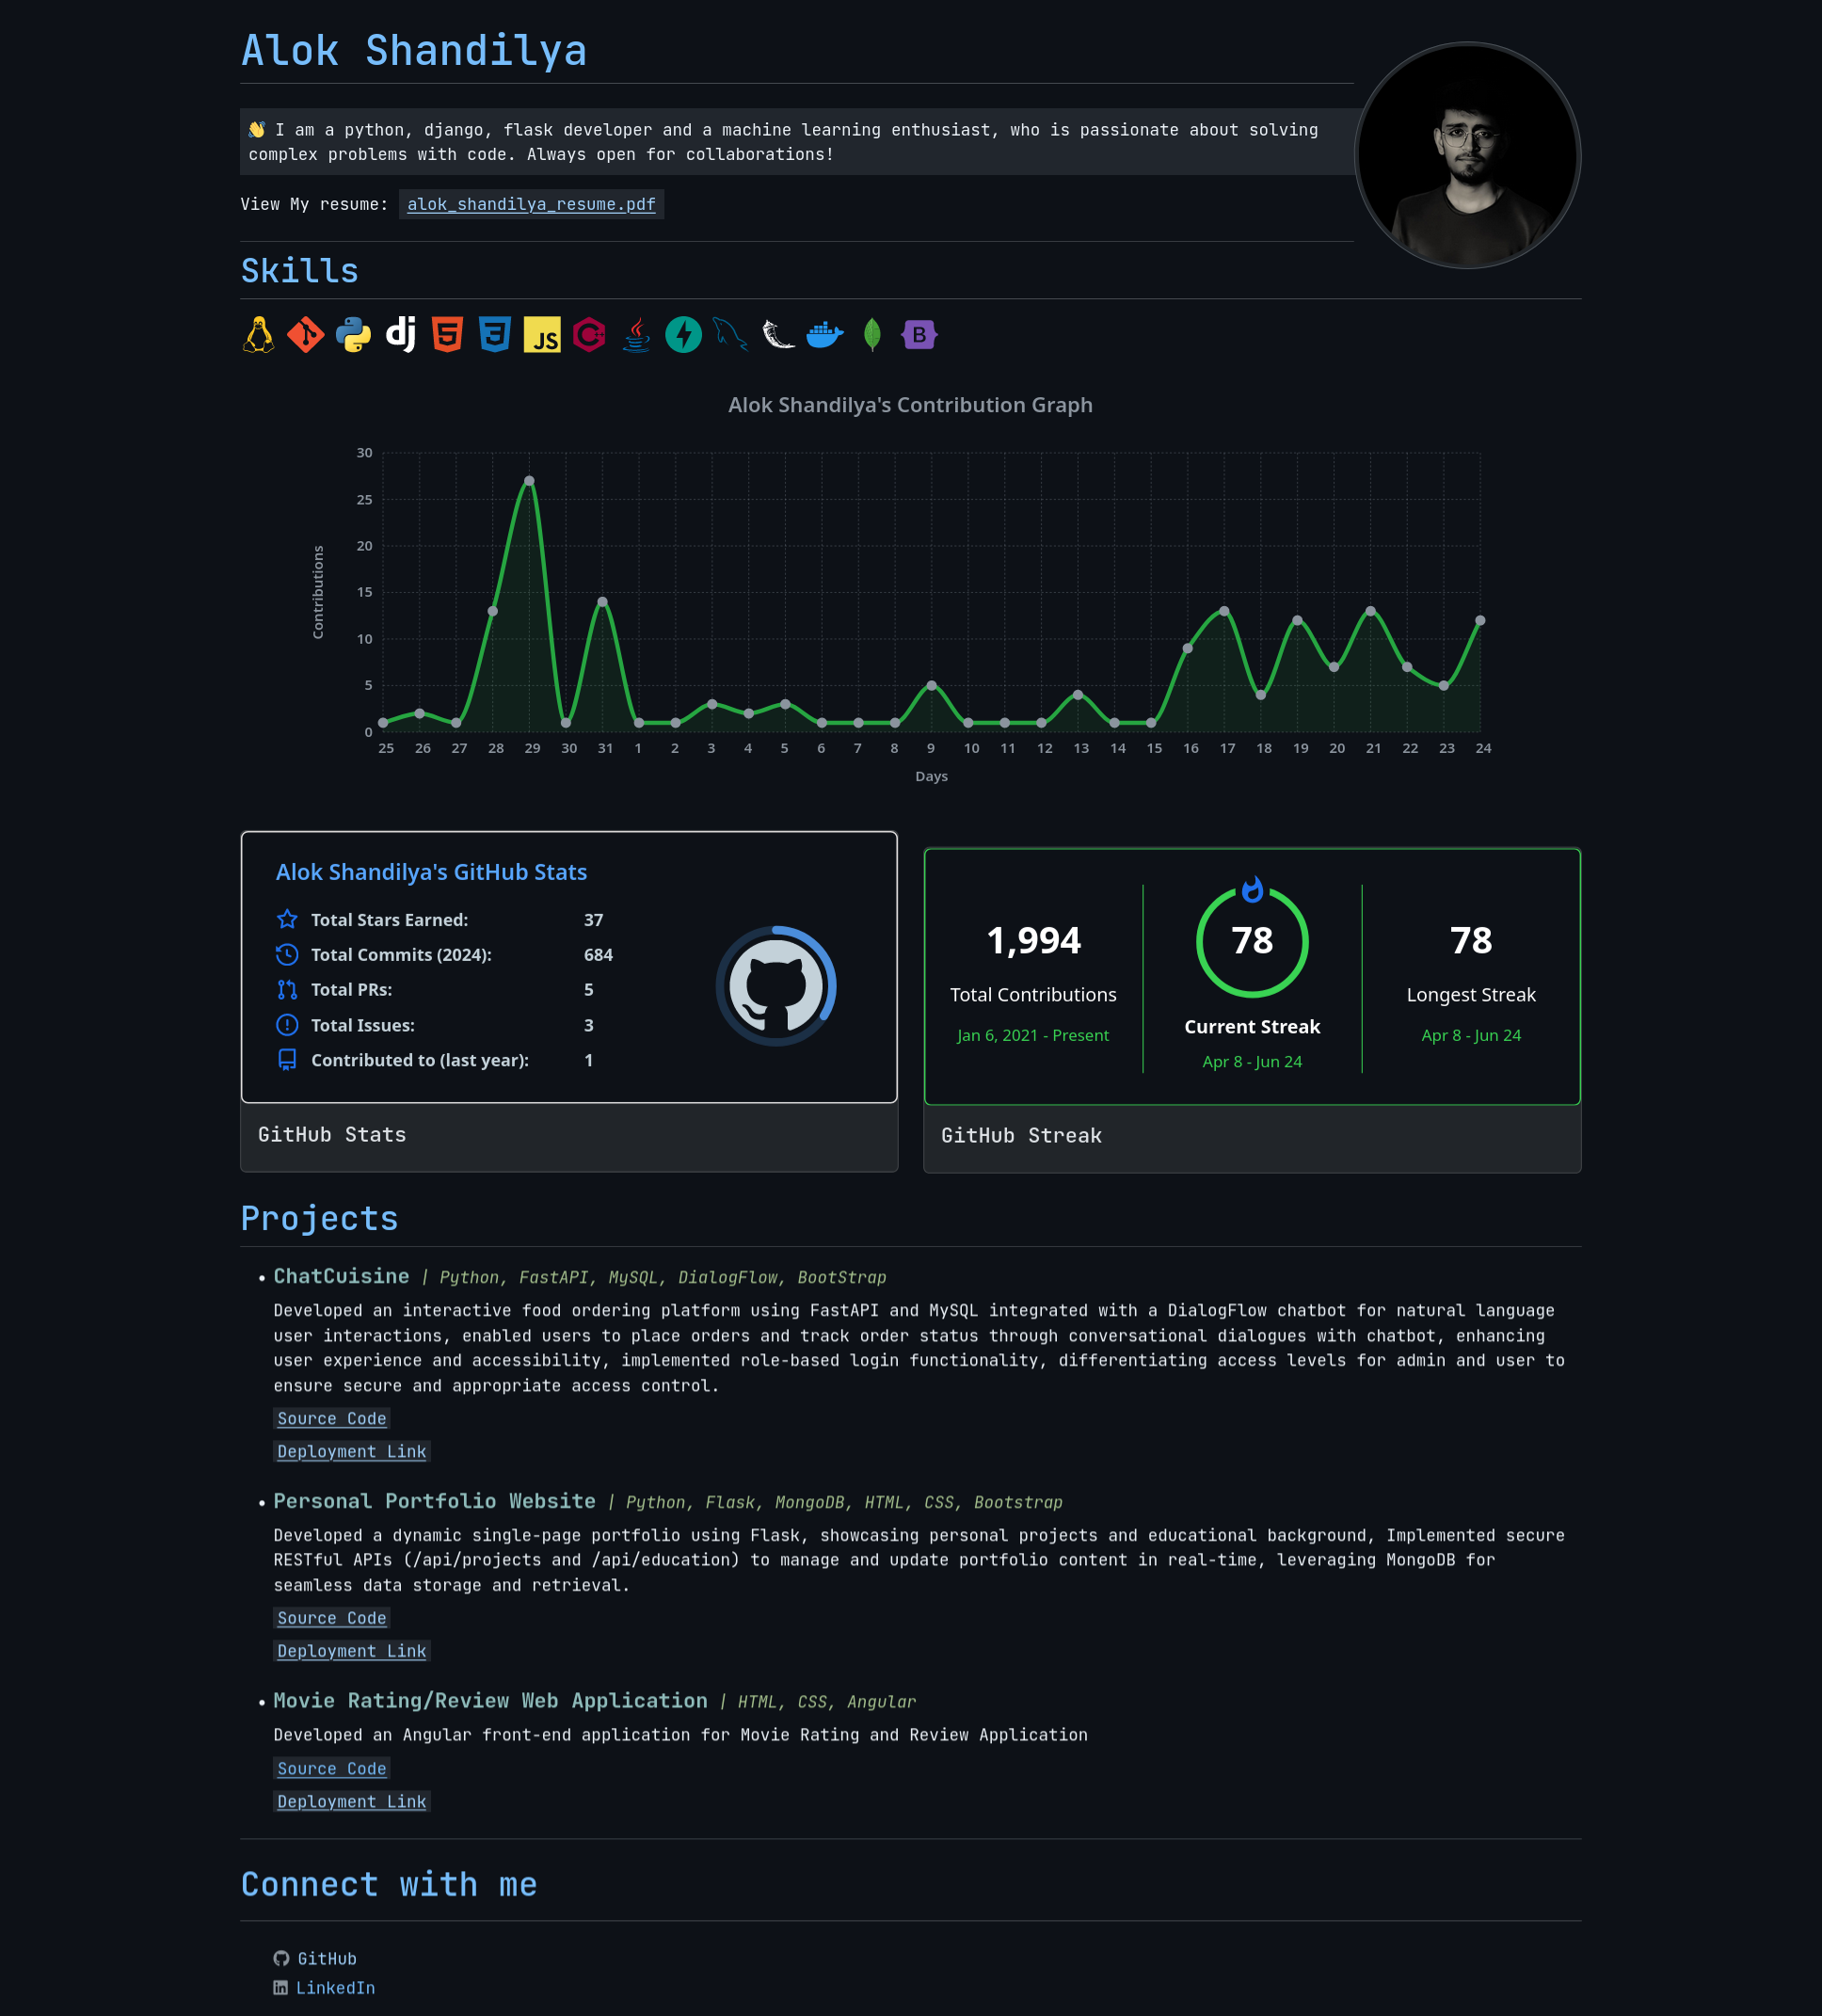 Alok Shandilya
👋 I am a python, django, flask developer and a machine learning enthusiast, who is passionate about solving
complex problems with code. Always open for collaborations!
View My resume: alok_shandilya_resume.pdf
Skills
dj
JS
B
Alok Shandilya's Contribution Graph
30
25
20
15
10
5
0
Contributions
25 26 27 28 29 30 31 1 2 3 4 5 6 7 8 9 10 11 12 13 14 15 16 17 18 19 20 21 22 23 24
Days
Alok Shandilya's GitHub Stats
Total Stars Earned: 37
Total Commits (2024): 684
Total PRs: 5
Total Issues: 3
Contributed to (last year): 1
GitHub Stats
1,994
Total Contributions
Jan 6, 2021 - Present
78
Current Streak
Apr 8 - Jun 24
78
Longest Streak
Apr 8 - Jun 24
GitHub Streak
Projects
• ChatCuisine | Python, FastAPI, MySQL, DialogFlow, BootStrap
Developed an interactive food ordering platform using FastAPI and MySQL integrated with a DialogFlow chatbot for natural language
user interactions, enabled users to place orders and track order status through conversational dialogues with chatbot, enhancing
user experience and accessibility, implemented role-based login functionality, differentiating access levels for admin and user to
ensure secure and appropriate access control.
Source Code
Deployment Link
• Personal Portfolio Website | Python, Flask, MongoDB, HTML, CSS, Bootstrap
Developed a dynamic single-page portfolio using Flask, showcasing personal projects and educational background, Implemented secure
RESTful APIs (/api/projects and /api/education) to manage and update portfolio content in real-time, leveraging MongoDB for
seamless data storage and retrieval.
Source Code
Deployment Link
• Movie Rating/Review Web Application | HTML, CSS, Angular
Developed an Angular front-end application for Movie Rating and Review Application
Source Code
Deployment Link
Connect with me
GitHub
LinkedIn